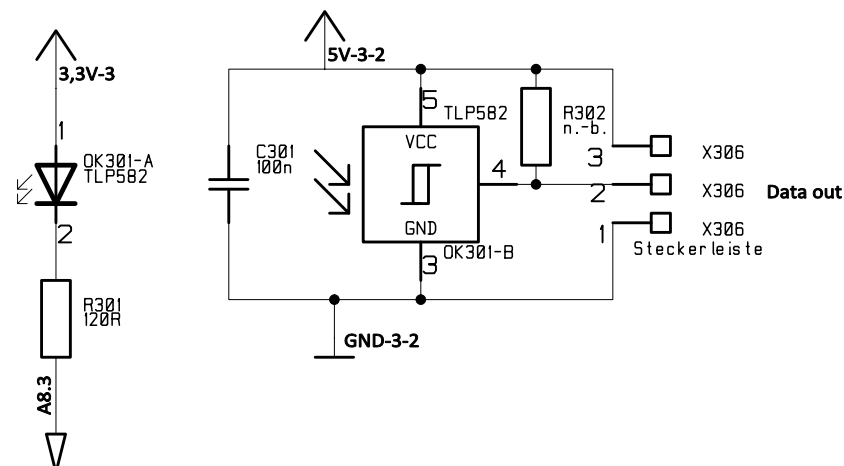 3,3V-3
1
OK301-A
TLP582
2
R301
120R
A8.3
5V-3-2
C301
100n
5
TLP582
VCC
4
GND
OK301-B
3
GND-3-2
R302
n.-b.
3
X306
2
X306
Data out
1
X306
Steckerleiste